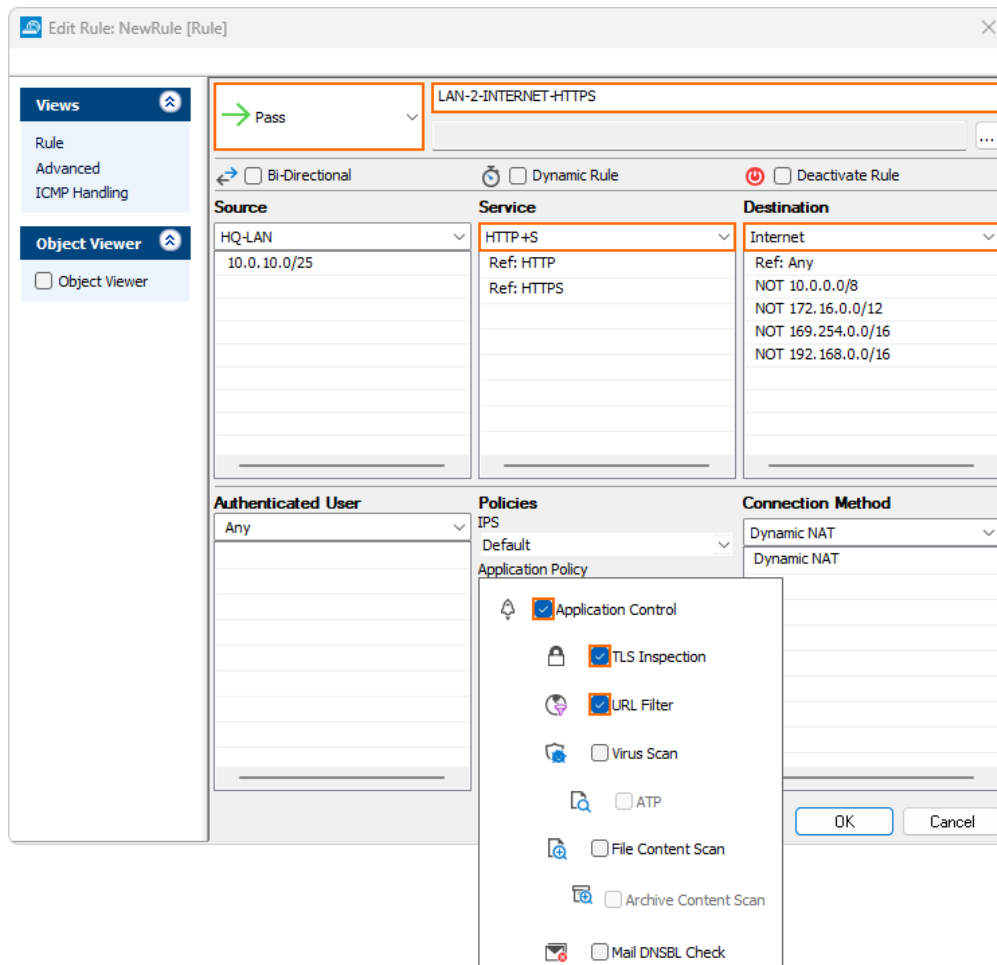 Edit Rule: NewRule [Rule]
Views
Rule
Advanced
ICMP Handling
Object Viewer
Object Viewer
Pass
LAN-2-INTERNET-HTTPS
...
Bi-Directional
Dynamic Rule
Deactivate Rule
Source
Service
Destination
HQ-LAN
HTTP+S
Internet
10.0.10.0/25
Ref: HTTP
Ref: HTTPS
Ref: Any
NOT 10.0.0.0/8
NOT 172.16.0.0/12
NOT 169.254.0.0/16
NOT 192.168.0.0/16
Authenticated User
Any
Policies
IPS
Default
Application Policy
Connection Method
Dynamic NAT
Dynamic NAT
Application Control
TLS Inspection
URL Filter
Virus Scan
ATP
File Content Scan
Archive Content Scan
Mail DNSBL Check
OK
Cancel